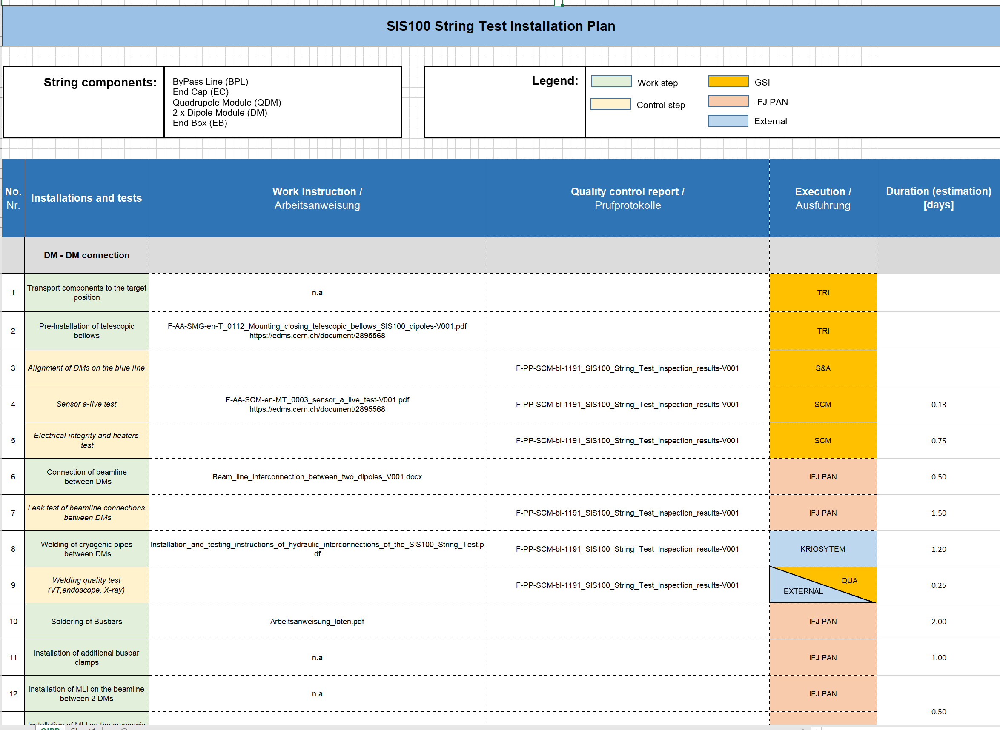 SIS100 String Test Installation Plan
String components:
ByPass Line (BPL)
End Cap (EC)
Quadrupole Module (QDM)
2 x Dipole Module (DM)
End Box (EB)
Legend:
Work step
Control step
GSI
IFJ PAN
External
No.
Nr.
Installations and tests
Work Instruction /
Arbeitsanweisung
Quality control report /
Prüfprotokolle
Execution /
Ausführung
Duration (estimation)
[days]
DM - DM connection
1
Transport components to the target
position
n.a
TRI
2
Pre-Installation of telescopic
bellows
F-AA-SMG-en-T_0112_Mounting_closing_telescopic_bellows_SIS100_dipoles-V001.pdf
https://edms.cern.ch/document/2895568
TRI
3
Alignment of DMs on the blue line
F-PP-SCM-bl-1191_SIS100_String_Test_Inspection_results-V001
S&A
4
Sensor a-live test
F-AA-SCM-en-MT_0003_sensor_a_live_test-V001.pdf
https://edms.cern.ch/document/2895568
F-PP-SCM-bl-1191_SIS100_String_Test_Inspection_results-V001
SCM
0.13
5
Electrical integrity and heaters
test
F-PP-SCM-bl-1191_SIS100_String_Test_Inspection_results-V001
SCM
0.75
6
Connection of beamline
between DMs
Beam_line_interconnection_between_two_dipoles_V001.docx
IFJ PAN
0.50
7
Leak test of beamline connections
between DMs
F-PP-SCM-bl-1191_SIS100_String_Test_Inspection_results-V001
IFJ PAN
1.50
8
Welding of cryogenic pipes
between DMs
Installation_and_testing_instructions_of_hydraulic_interconnections_of_the_SIS100_String_Test.p
df
F-PP-SCM-bl-1191_SIS100_String_Test_Inspection_results-V001
KRIOSYTEM
1.20
9
Welding quality test
(VT,endoscope, X-ray)
F-PP-SCM-bl-1191_SIS100_String_Test_Inspection_results-V001
QUA
EXTERNAL
0.25
10
Soldering of Busbars
Arbeitsanweisung_löten.pdf
IFJ PAN
2.00
11
Installation of additional busbar
clamps
n.a
IFJ PAN
1.00
12
Installation of MLI on the beamline
between 2 DMs
n.a
IFJ PAN
0.50
Installation of MLI on the cryogenic
Sheet1